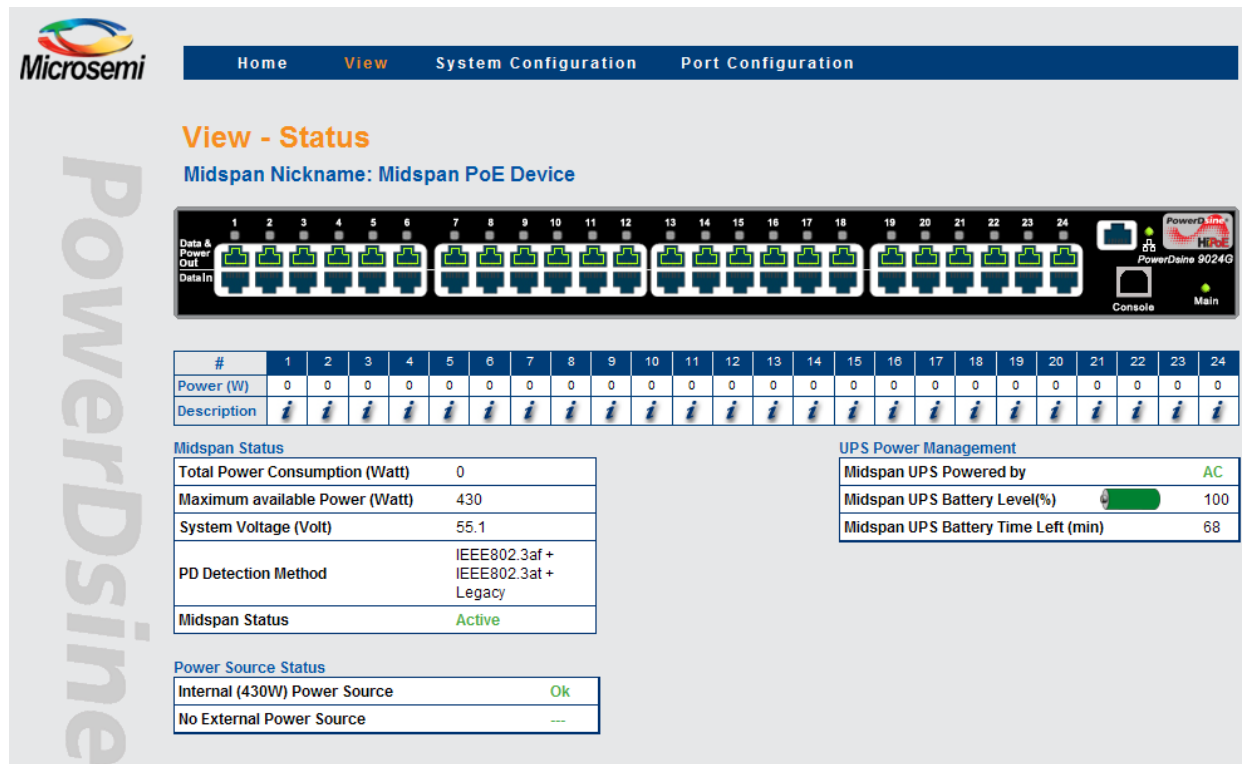 Microsemi
Home View System Configuration Port Configuration
View - Status
Midspan Nickname: Midspan PoE Device
1 2 3 4 5 6 7 8 9 10 11 12 13 14 15 16 17 18 19 20 21 22 23 24
Data & Power Out
Data In
PowerDsine
HiPoE
PowerDsine 9024G
Console
Main
# 1 2 3 4 5 6 7 8 9 10 11 12 13 14 15 16 17 18 19 20 21 22 23 24
Power (W) 0 0 0 0 0 0 0 0 0 0 0 0 0 0 0 0 0 0 0 0 0 0 0 0
Description i i i i i i i i i i i i i i i i i i i i i i i i
Midspan Status
Total Power Consumption (Watt) 0
Maximum available Power (Watt) 430
System Voltage (Volt) 55.1
PD Detection Method IEEE802.3af +
IEEE802.3at +
Legacy
Midspan Status Active
UPS Power Management
Midspan UPS Powered by AC
Midspan UPS Battery Level(%) 100
Midspan UPS Battery Time Left (min) 68
Power Source Status
Internal (430W) Power Source Ok
No External Power Source ---
PowerDsine